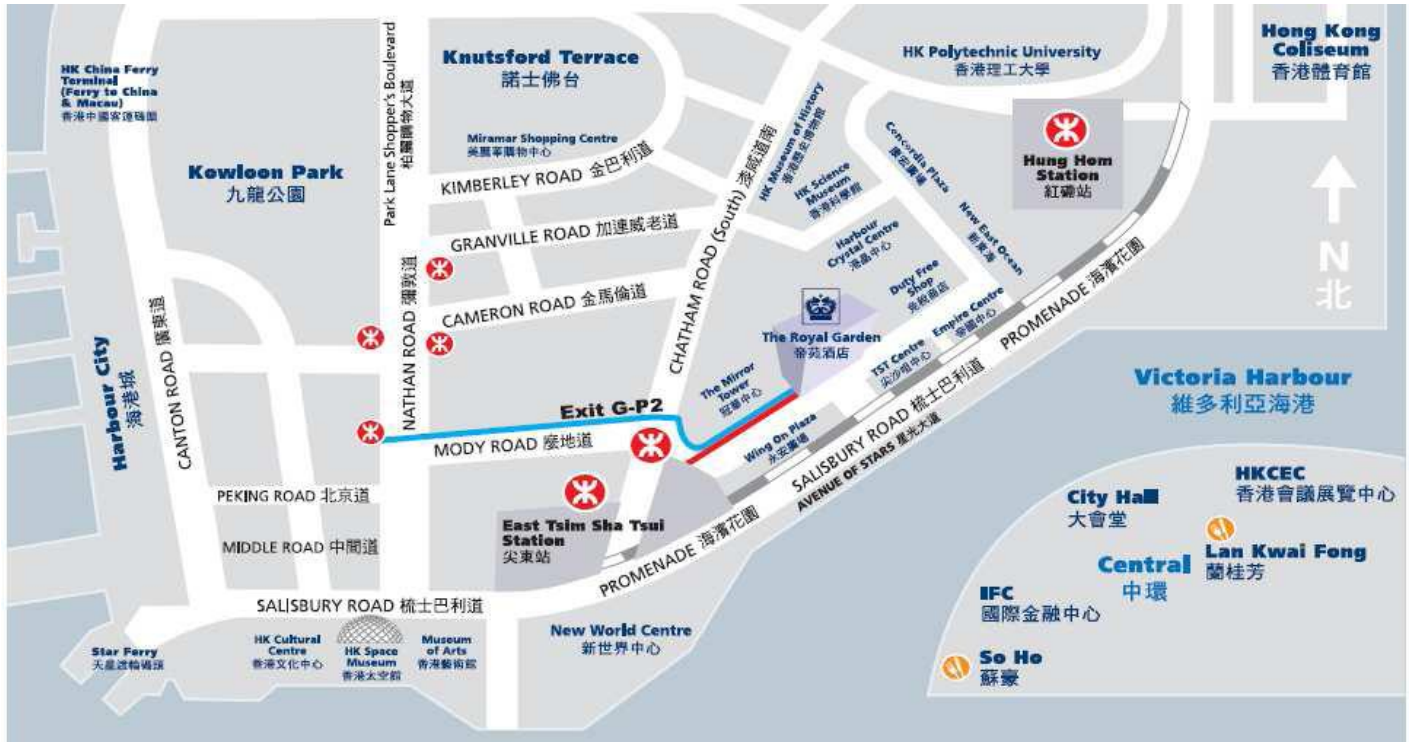 HK China Ferry
Terminal
(Ferry to China
& Macau)
香港中國客運碼頭
Park Lane Shopper's Boulevard
柏麗購物大道
Knutsford Terrace
諾士佛台
HK Polytechnic University
香港理工大學
Hong Kong
Coliseum
香港體育館
Miramar Shopping Centre
美麗華購物中心
Kowloon Park
九龍公園
KIMBERLEY ROAD 金巴利道
GRANVILLE ROAD 加連威老道
CAMERON ROAD 金馬倫道
NATHAN ROAD 彌敦道
CHATHAM ROAD (South) 漆咸道南
HK Museum of History
香港歷史博物館
HK Science
Museum
香港科學館
Concordia Plaza
康宏廣場
Hung Hom
Station
紅磡站
New East Ocean
新東海
Harbour
Crystal Centre
港晶中心
Duty Free
Shop
免稅商店
N
北
The Royal Garden
帝苑酒店
Empire Centre
帝國中心
TST Centre
尖沙咀中心
PROMENADE 海濱花園
Harbour City
海港城
CANTON ROAD 廣東道
The Mirror
Tower
冠華中心
Exit G-P2
MODY ROAD 麼地道
Wing On Plaza
永安廣場
SALISBURY ROAD 梳士巴利道
AVENUE OF STARS 星光大道
Victoria Harbour
維多利亞海港
PEKING ROAD 北京道
MIDDLE ROAD 中間道
East Tsim Sha Tsui
Station
尖東站
PROMENADE 海濱花園
SALISBURY ROAD 梳士巴利道
Star Ferry
天星渡輪碼頭
HK Cultural
Centre
香港文化中心
HK Space
Museum
香港太空館
Museum
of Arts
香港藝術館
New World Centre
新世界中心
HKCEC
香港會議展覽中心
City Hall
大會堂
Lan Kwai Fong
蘭桂芳
Central
中環
IFC
國際金融中心
So Ho
蘇豪